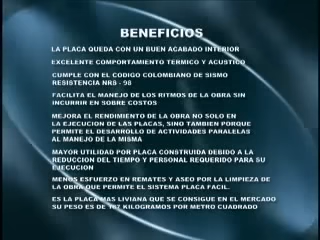 BENEFICIOS
LA PLACA QUEDA CON UN BUEN ACABADO INTERIOR
EXCELENTE COMPORTAMIENTO TERMICO Y ACUSTICO
CUMPLE CON EL CODIGO COLOMBIANO DE SISMO
RESISTENCIA NRS - 98
FACILITA EL MANEJO DE LOS RITMOS DE LA OBRA SIN
INCURRIR EN SOBRE COSTOS
MEJORA EL RENDIMIENTO DE LA OBRA NO SOLO EN
LA EJECUCION DE LAS PLACAS, SINO TAMBIEN PORQUE
PERMITE EL DESARROLLO DE ACTIVIDADES PARALELAS
AL MANEJO DE LA MISMA
MAYOR UTILIDAD POR PLACA CONSTRUIDA DEBIDO A LA
REDUCCION DEL TIEMPO Y PERSONAL REQUERIDO PARA SU
EJECUCION
MENOS ESFUERZO EN REMATES Y ASEO POR LA LIMPIEZA DE
LA OBRA QUE PERMITE EL SISTEMA PLACA FACIL.
ES LA PLACA MAS LIVIANA QUE SE CONSIGUE EN EL MERCADO
SU PESO ES DE KILOGRAMOS POR METRO CUADRADO